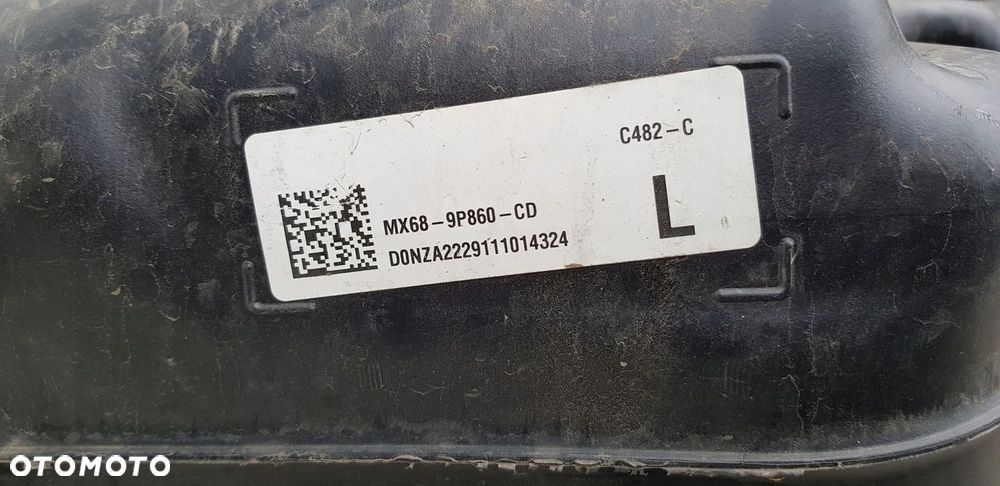 C482-C
MX68-9P860-CD
L
D0NZA2229111014324
OTOMOTO